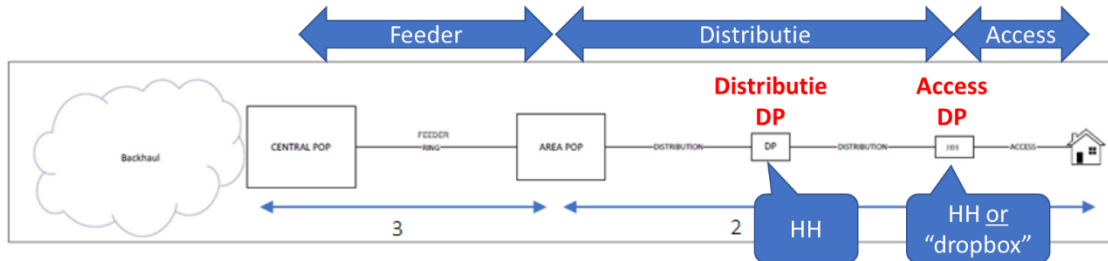 Feeder
Distributie
Access
Distributie
DP
Access
DP
Backhaul
CENTRAL POP
FEEDER
RING
AREA POP
DISTRIBUTION
DP
DISTRIBUTION
HH
ACCESS
3
2
HH
HH or
“dropbox”